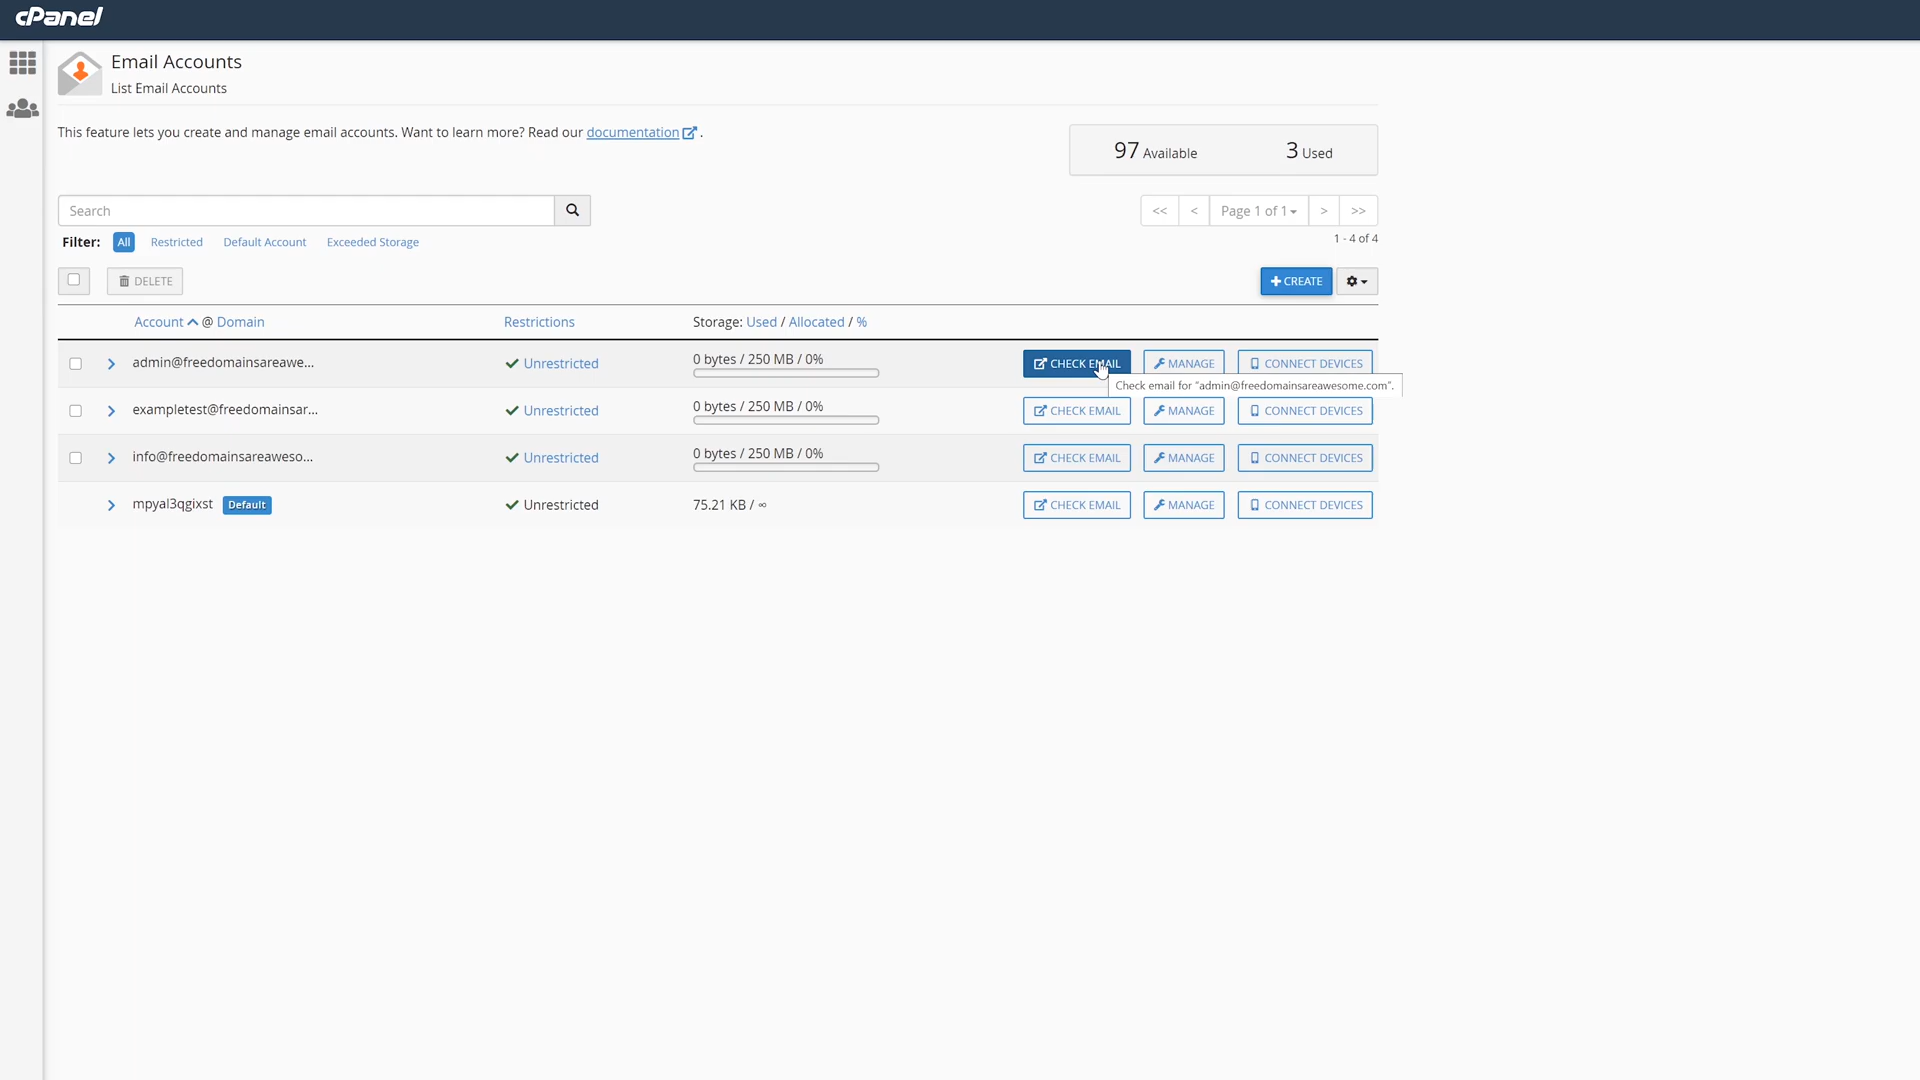 cPanel
Email Accounts
List Email Accounts
This feature lets you create and manage email accounts. Want to learn more? Read our documentation .
97 Available 3 Used
Search
<< < Page 1 of 1 > >>
Filter: All Restricted Default Account Exceeded Storage
1 - 4 of 4
DELETE
CREATE
Account @ Domain Restrictions Storage: Used / Allocated / %
admin@freedomainsareawe... Unrestricted 0 bytes / 250 MB / 0% CHECK EMAIL MANAGE CONNECT DEVICES
Check email for “admin@freedomainsareawesome.com”.
exampletest@freedomainsar... Unrestricted 0 bytes / 250 MB / 0% CHECK EMAIL MANAGE CONNECT DEVICES
info@freedomainsareaweso... Unrestricted 0 bytes / 250 MB / 0% CHECK EMAIL MANAGE CONNECT DEVICES
mpyal3qgixst Default Unrestricted 75.21 KB / ∞ CHECK EMAIL MANAGE CONNECT DEVICES